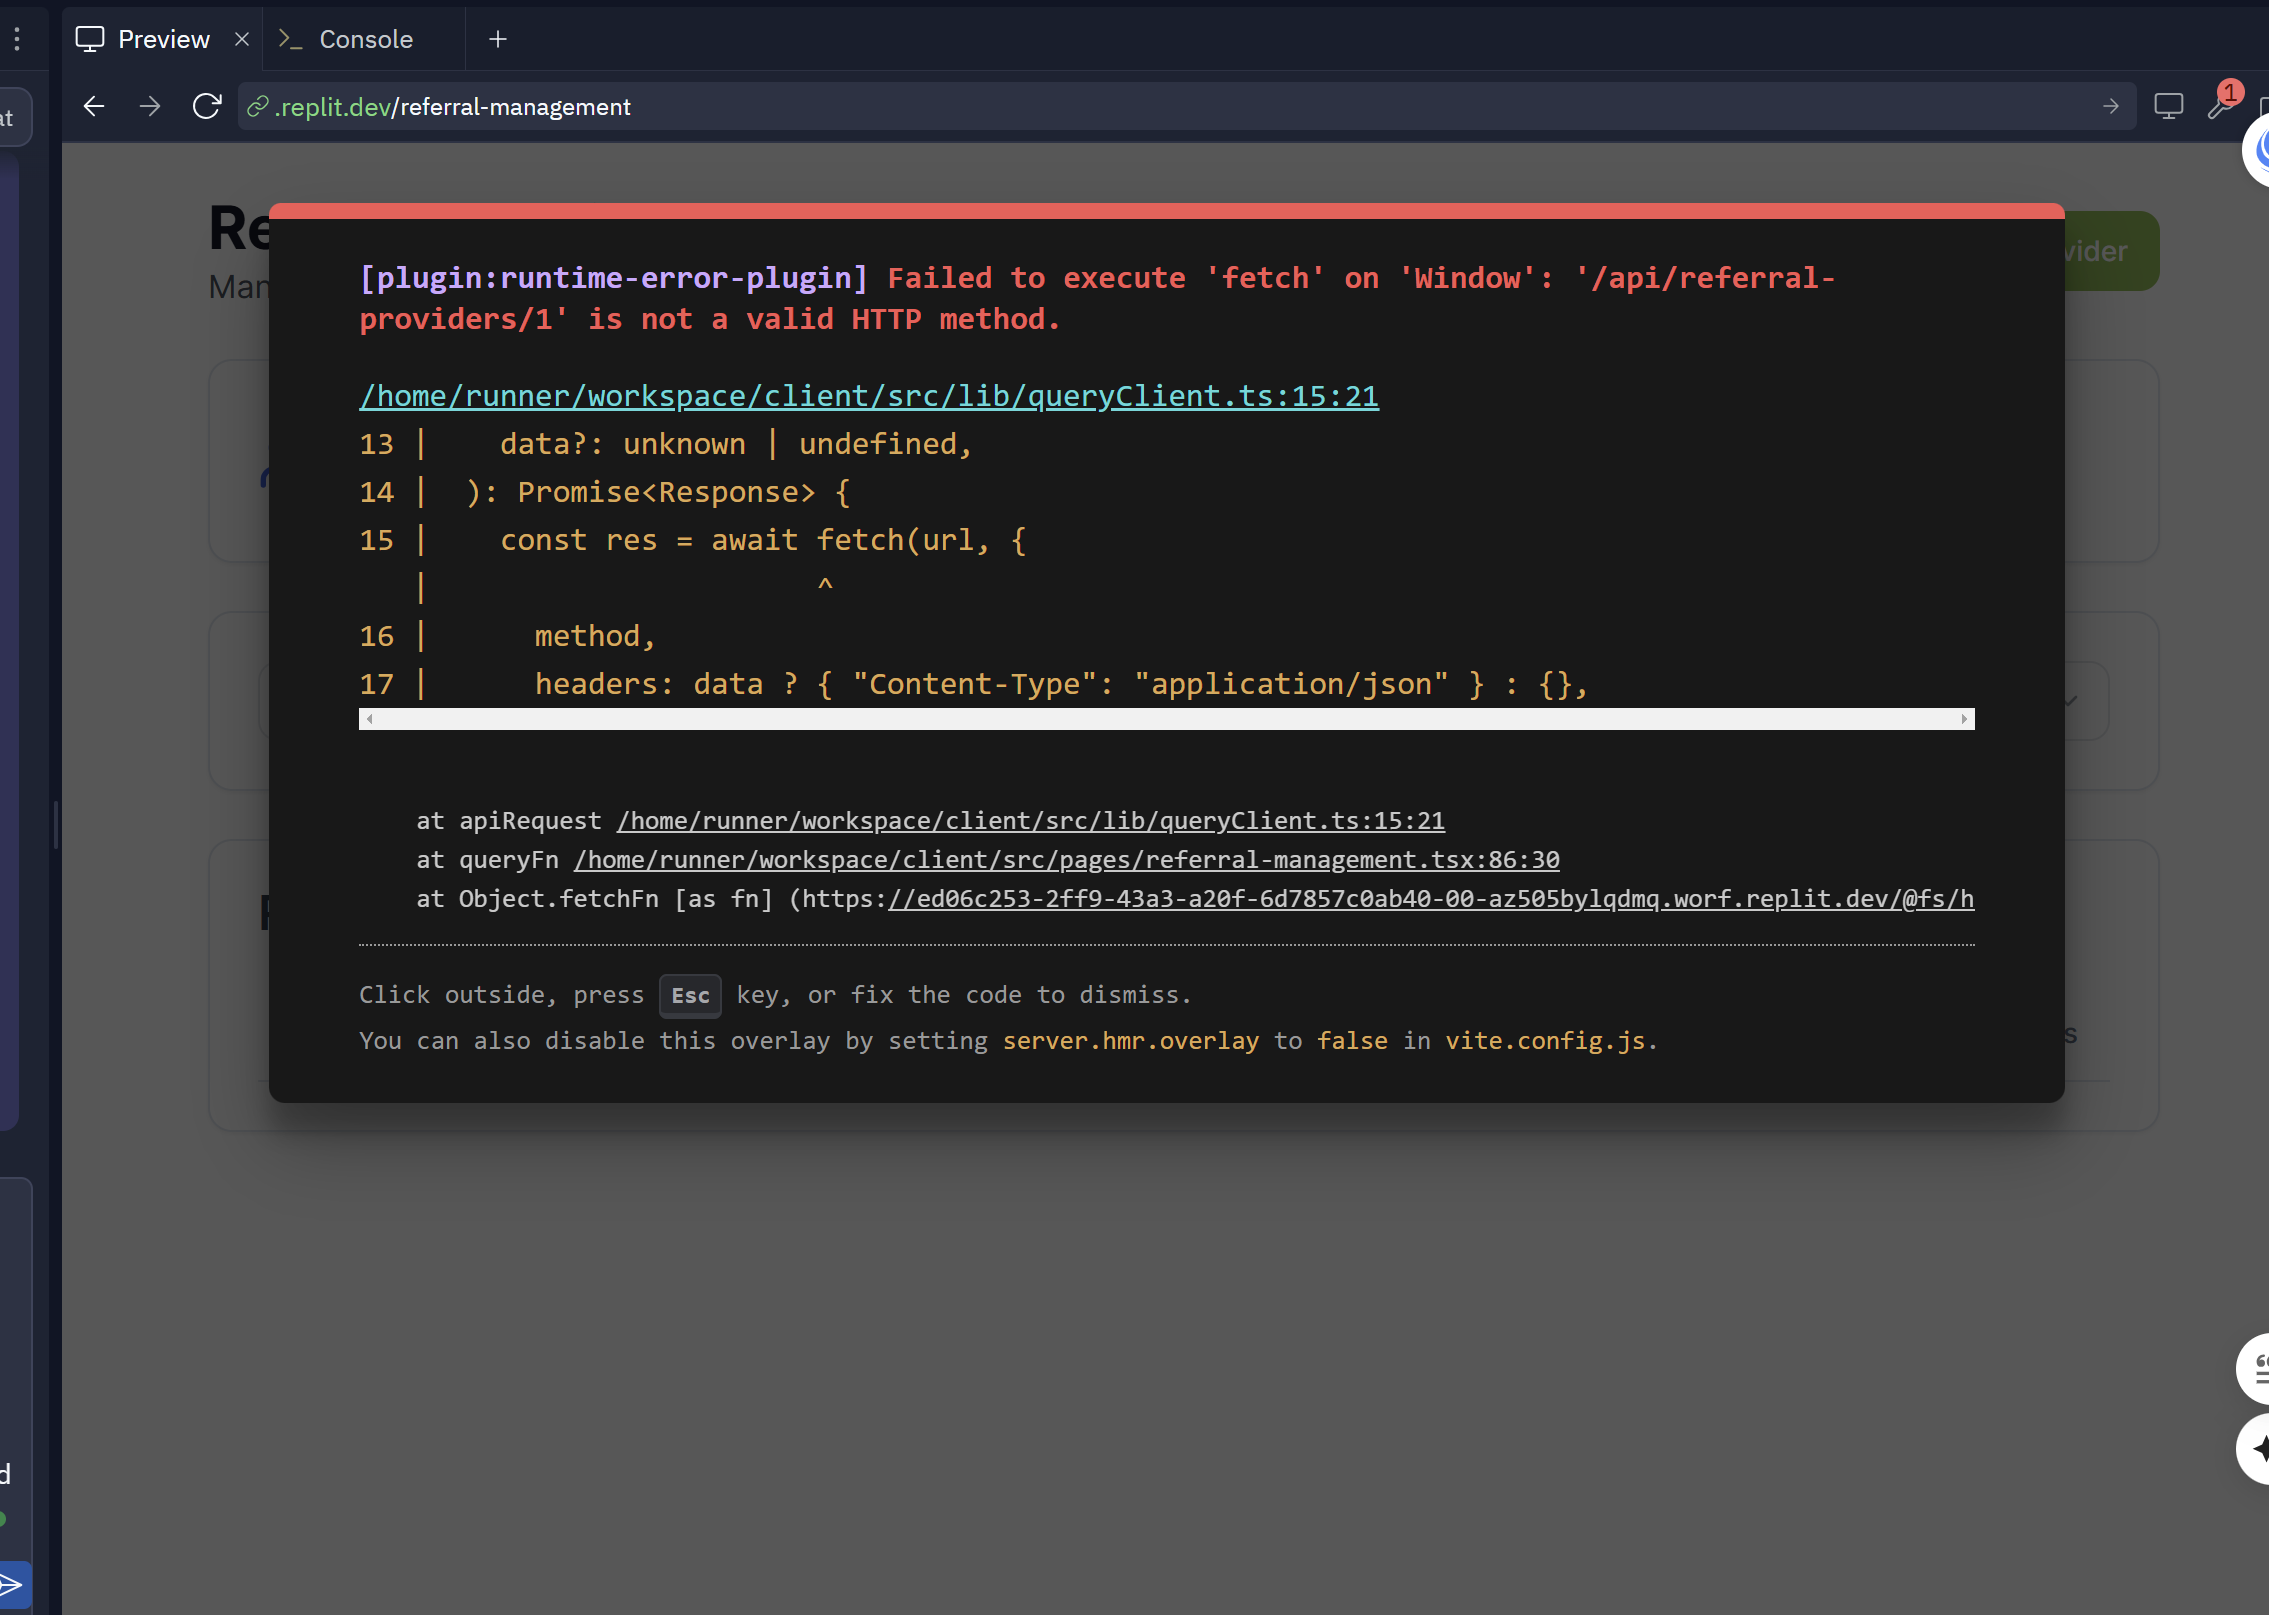 Preview
Console
at
.replit.dev/referral-management
1
Re
Man
vider
[plugin:runtime-error-plugin] Failed to execute 'fetch' on 'Window': '/api/referral-
providers/1' is not a valid HTTP method.
/home/runner/workspace/client/src/lib/queryClient.ts:15:21
13 |    data?: unknown | undefined,
14 |  ): Promise<Response> {
15 |    const res = await fetch(url, {
   |                      ^
16 |      method,
17 |      headers: data ? { "Content-Type": "application/json" } : {},
at apiRequest /home/runner/workspace/client/src/lib/queryClient.ts:15:21
at queryFn /home/runner/workspace/client/src/pages/referral-management.tsx:86:30
at Object.fetchFn [as fn] (https://ed06c253-2ff9-43a3-a20f-6d7857c0ab40-00-az505bylqdmq.worf.replit.dev/@fs/h
s
Click outside, press Esc key, or fix the code to dismiss.
You can also disable this overlay by setting server.hmr.overlay to false in vite.config.js.
d